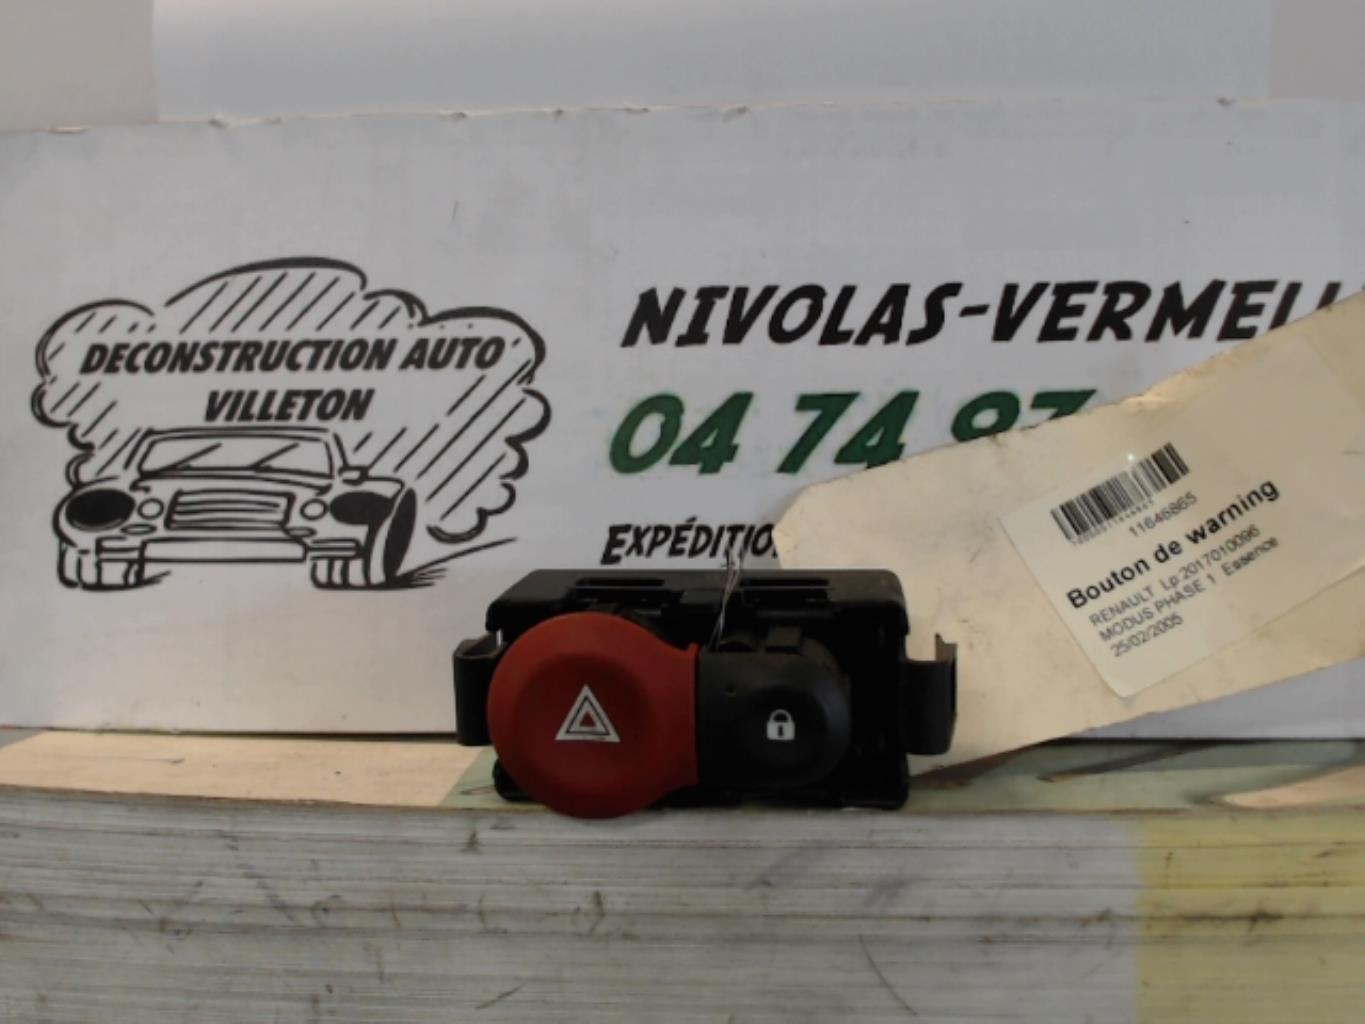 DECONSTRUCTION AUTO
VILLETON
NIVOLAS-VERMELL
04 74 97
EXPÉDITIO
11646865
Bouton de warning
RENAULT Lp 2017010096
MODUS PHASE 1 Essence
25/02/2005